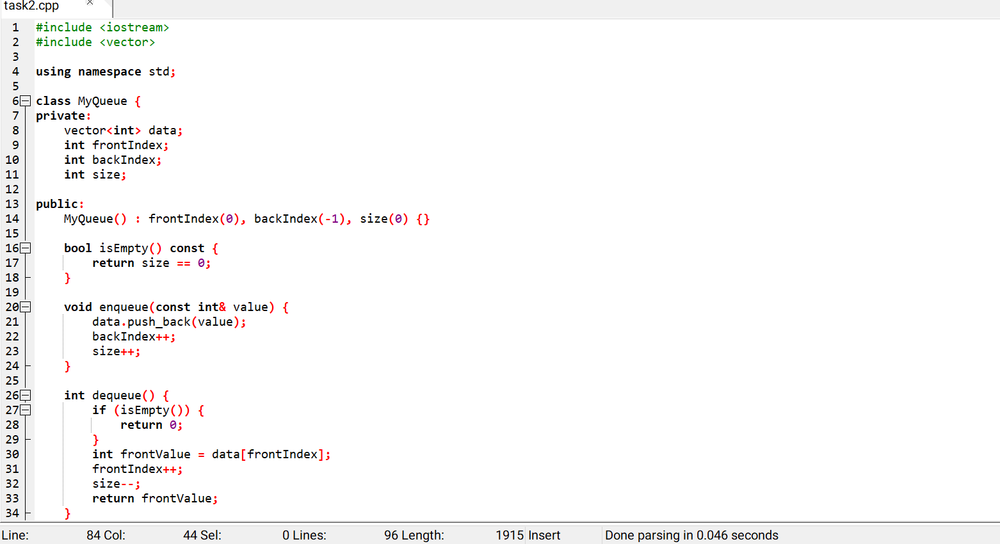 task2.cpp ×
1 #include <iostream>
2 #include <vector>
3
4 using namespace std;
5
6 class MyQueue {
7 private:
8     vector<int> data;
9     int frontIndex;
10     int backIndex;
11     int size;
12
13 public:
14     MyQueue() : frontIndex(0), backIndex(-1), size(0) {}
15
16     bool isEmpty() const {
17         return size == 0;
18     }
19
20     void enqueue(const int& value) {
21         data.push_back(value);
22         backIndex++;
23         size++;
24     }
25
26     int dequeue() {
27         if (isEmpty()) {
28             return 0;
29         }
30         int frontValue = data[frontIndex];
31         frontIndex++;
32         size--;
33         return frontValue;
34     }
Line: 84 Col: 44 Sel: 0 Lines: 96 Length: 1915 Insert Done parsing in 0.046 seconds